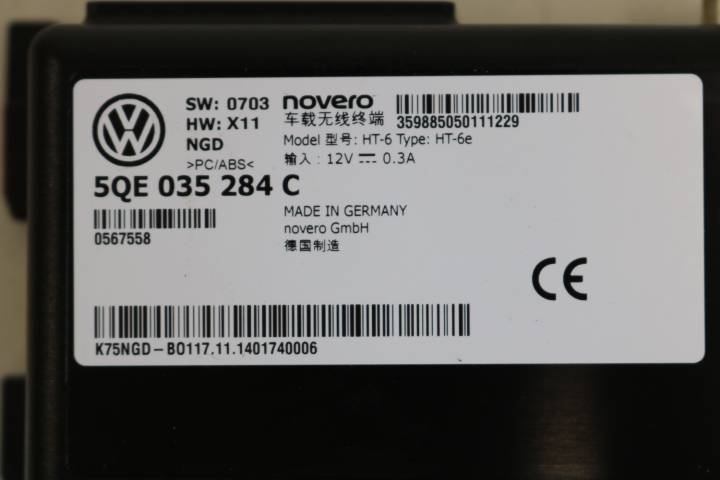 SW: 0703
HW: X11
NGD
>PC/ABS<
5QE 035 284 C
0567558
novero
车载无线终端
359885050111229
Model 型号: HT-6 Type: HT-6e
输入: 12V ⎓ 0.3A
MADE IN GERMANY
novero GmbH
德国制造
CE
K75NGD-BO117.11.1401740006